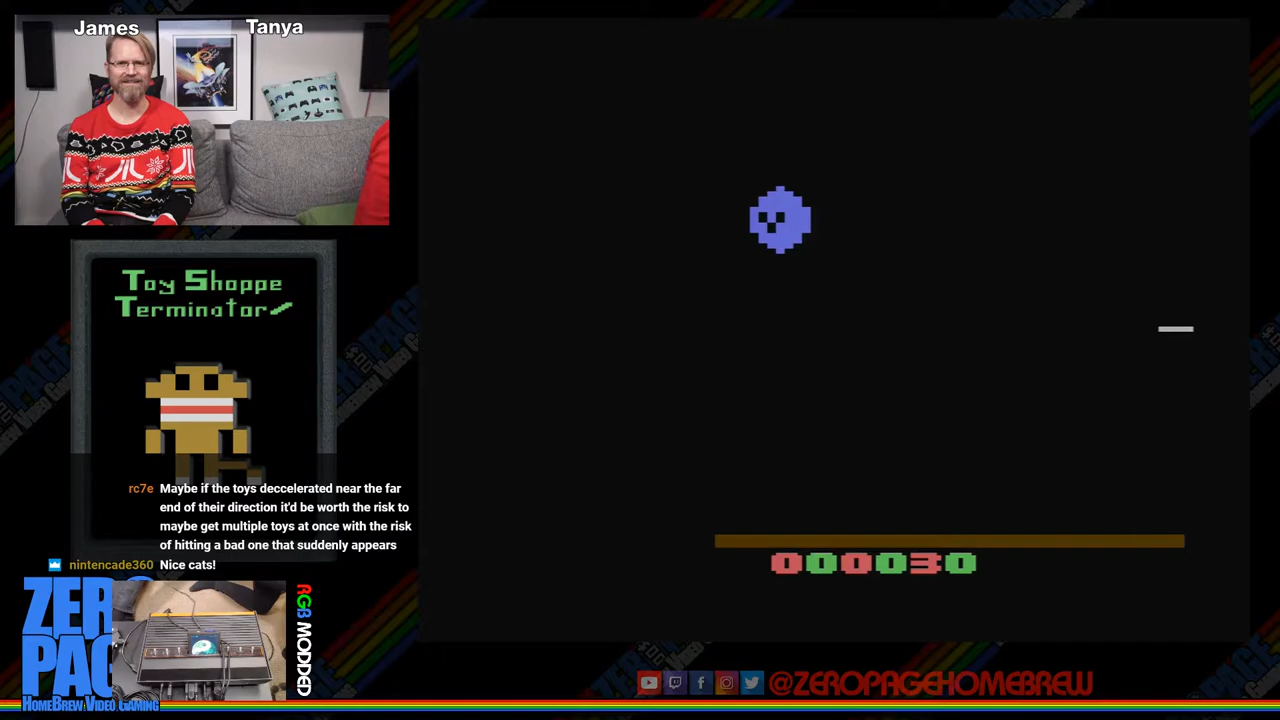 James
Tanya
Toy Shoppe
Terminator
rc7e Maybe if the toys deccelerated near the far
end of their direction it'd be worth the risk to
maybe get multiple toys at once with the risk
of hitting a bad one that suddenly appears
nintencade360 Nice cats!
ZER
PAG
HOMEBREW VIDEO GAMING
RGB MODDED
000030
@ZEROPAGEHOMEBREW